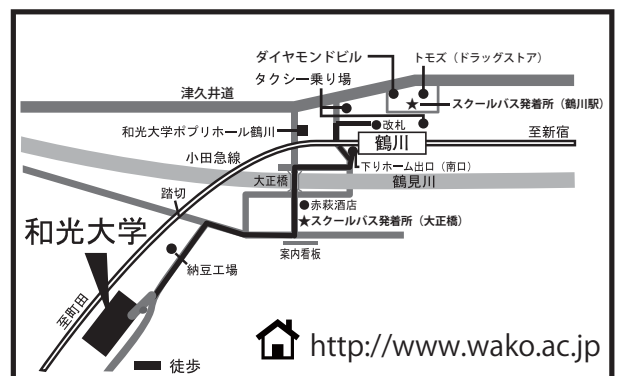 ダイヤモンドビル
トモズ（ドラッグストア）
タクシー乗り場
津久井道
★スクールバス発着所（鶴川駅）
和光大学ポプリホール鶴川
改札
鶴川
至新宿
小田急線
下りホーム出口（南口）
大正橋
鶴見川
踏切
赤萩酒店
★スクールバス発着所（大正橋）
和光大学
案内看板
納豆工場
至町田
徒歩
http://www.wako.ac.jp